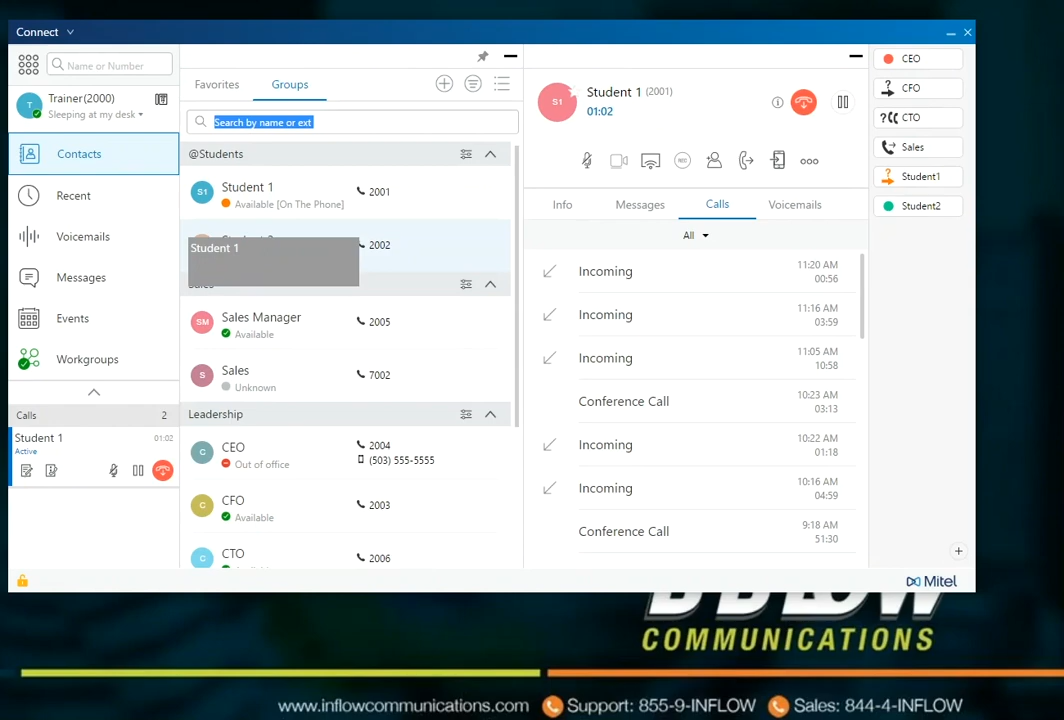 Connect
Name or Number
T
Trainer(2000)
Sleeping at my desk
Contacts
Recent
Voicemails
Messages
Events
Workgroups
Calls 2
Student 1 01:02
Active
Favorites Groups
Search by name or ext
@Students
S1 Student 1 2001
Available [On The Phone]
2002
Student 1
SM Sales Manager 2005
Available
S Sales 7002
Unknown
Leadership
C CEO 2004
Out of office (503) 555-5555
C CFO 2003
Available
C CTO 2006
S1 Student 1 (2001)
01:02
REC
Info Messages Calls Voicemails
All
Incoming 11:20 AM
00:56
Incoming 11:16 AM
03:59
Incoming 11:05 AM
10:58
Conference Call 10:23 AM
03:13
Incoming 10:22 AM
01:18
Incoming 10:16 AM
04:59
Conference Call 9:18 AM
51:30
CEO
CFO
CTO
Sales
Student1
Student2
Mitel
COMMUNICATIONS
www.inflowcommunications.com Support: 855-9-INFLOW Sales: 844-4-INFLOW